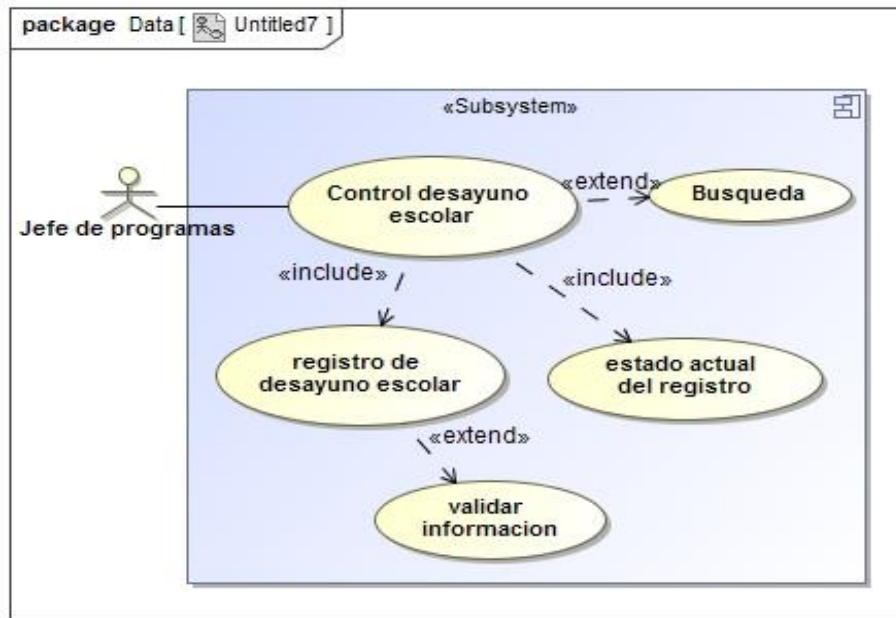 package Data [ Untitled7 ]
«Subsystem»
Control desayuno
escolar
«extend»
Busqueda
Jefe de programas
«include»
«include»
registro de
desayuno escolar
estado actual
del registro
«extend»
validar
informacion